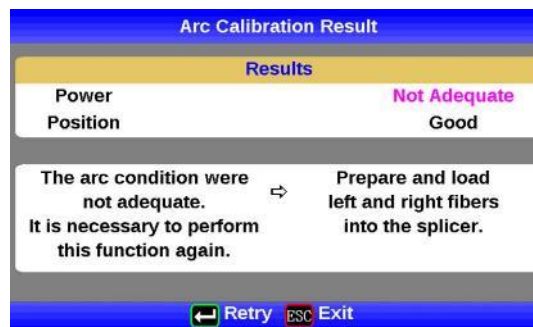 Arc Calibration Result
Results
Power Not Adequate
Position Good
The arc condition were
not adequate.
It is necessary to perform
this function again.
⇨
Prepare and load
left and right fibers
into the splicer.
Retry ESC Exit